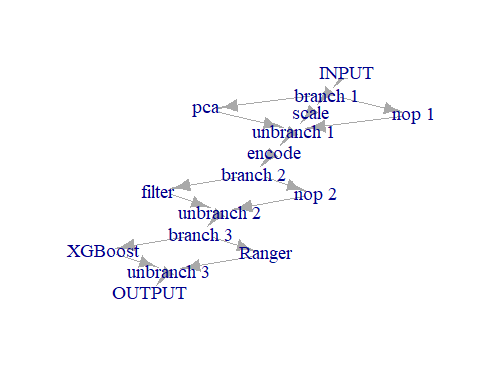 INPUT
branch 1
pca
scale
nop 1
unbranch 1
encode
branch 2
filter
nop 2
unbranch 2
branch 3
XGBoost
Ranger
unbranch 3
OUTPUT